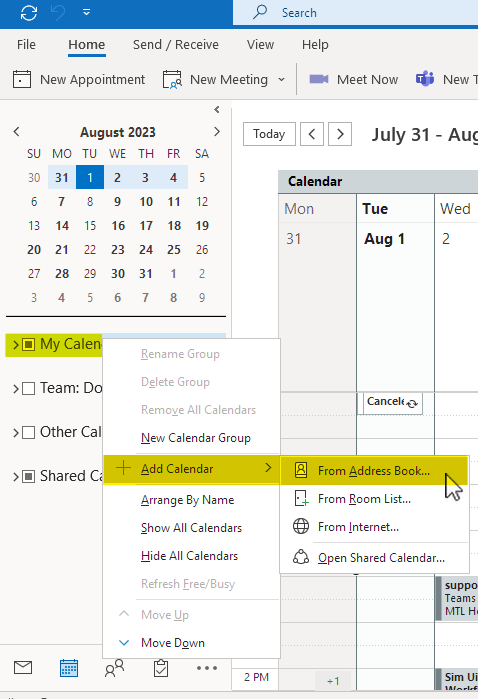 Search
File Home Send / Receive View Help
New Appointment New Meeting Meet Now New T
August 2023
SU MO TU WE TH FR SA
30 31 1 2 3 4 5
6 7 8 9 10 11 12
13 14 15 16 17 18 19
20 21 22 23 24 25 26
27 28 29 30 31 1 2
3 4 5 6 7 8 9
Today July 31 - Aug
Calendar
Mon Tue Wed
31 Aug 1 2
Cancele
My Calen
Team: Do
Other Cal
Shared Ca
Rename Group
Delete Group
Remove All Calendars
New Calendar Group
Add Calendar
Arrange By Name
Show All Calendars
Hide All Calendars
Refresh Free/Busy
Move Up
Move Down
From Address Book...
From Room List...
From Internet...
Open Shared Calendar...
suppo
Teams
MTL He
2 PM
+1
Sim Ui